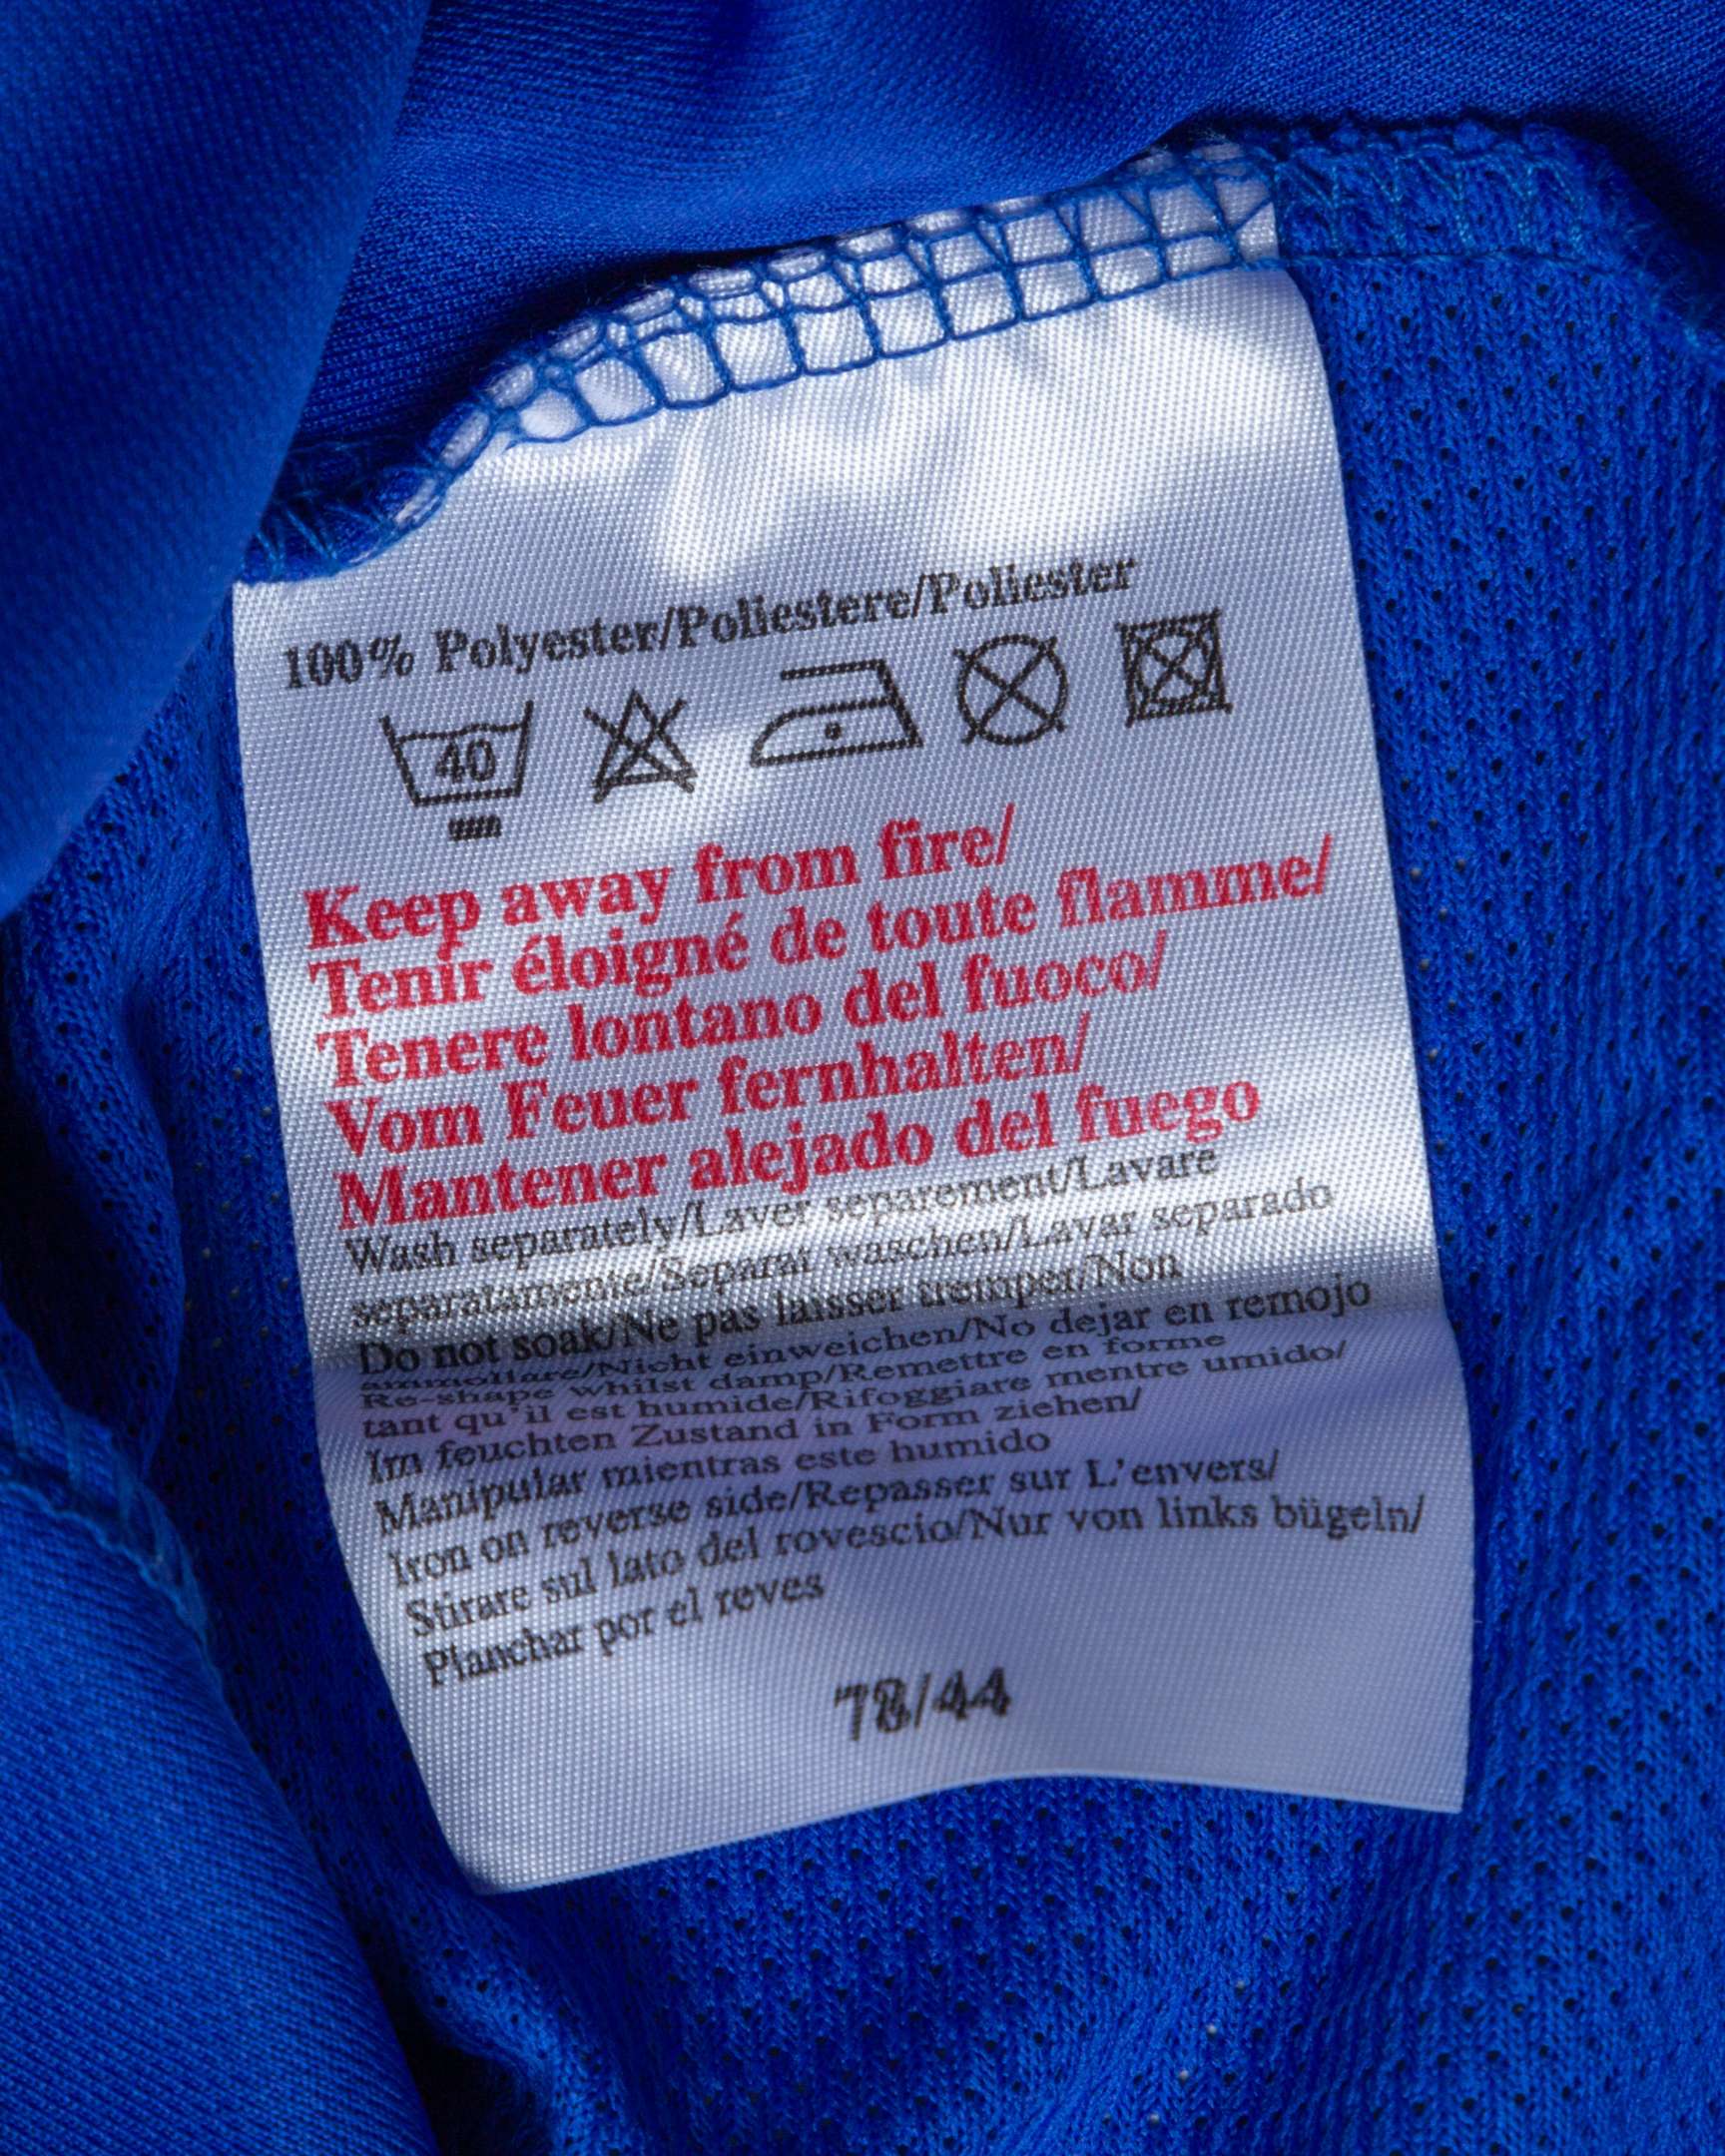 100% Polyester/Poliestere/Poliester
40
Keep away from fire/
Tenir éloigné de toute flamme/
Tenere lontano del fuoco/
Vom Feuer fernhalten/
Mantener alejado del fuego
Wash separately/Laver separement/Lavare
separatamente/Separat waschen/Lavar separado
Do not soak/Ne pas laisser tremper/Non
ammollare/Nicht einweichen/No dejar en remojo
Re-shape whilst damp/Remettre en forme
tant qu'il est humide/Rifoggiare mentre umido/
Im feuchten Zustand in Form ziehen/
Manipular mientras este humido
Iron on reverse side/Repasser sur L'envers/
Stirare sul lato del rovescio/Nur von links bügeln/
Planchar por el reves
78/44